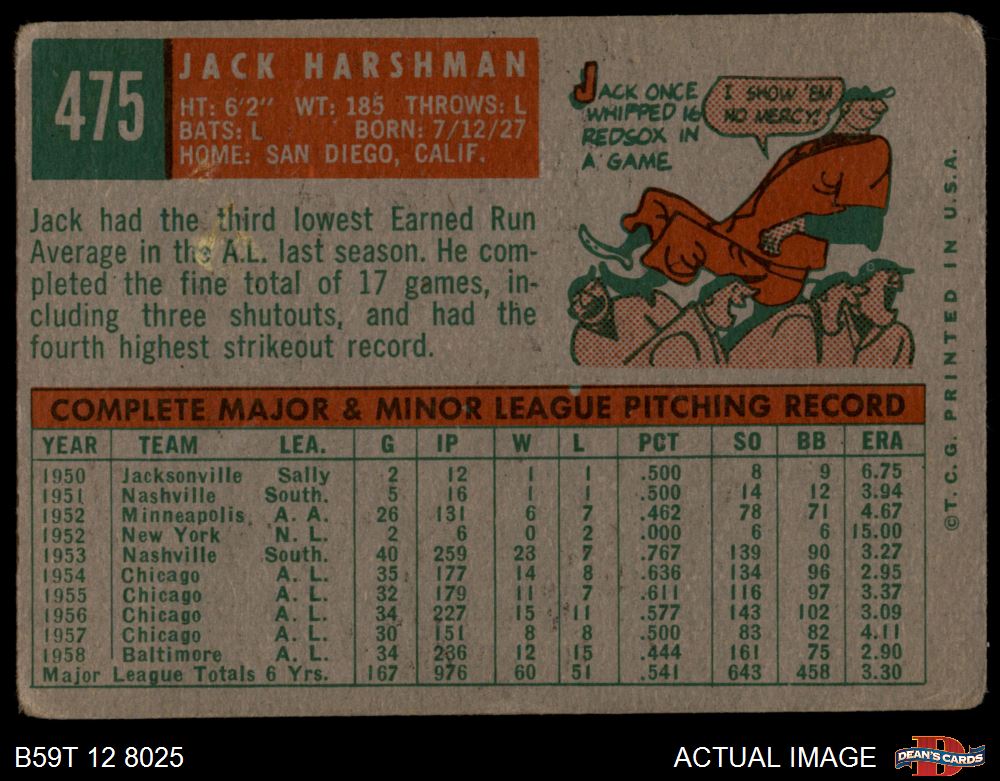 475
JACK HARSHMAN
HT: 6'2" WT: 185 THROWS: L
BATS: L BORN: 7/12/27
HOME: SAN DIEGO, CALIF.
Jack had the third lowest Earned Run
Average in the A.L. last season. He com-
pleted the fine total of 17 games, in-
cluding three shutouts, and had the
fourth highest strikeout record.
JACK ONCE
WHIFFED 16
REDSOX IN
A GAME
I SHOW 'EM
NO MERCY!
COMPLETE MAJOR & MINOR LEAGUE PITCHING RECORD
YEAR TEAM LEA. G IP W L PCT SO BB ERA
1950 Jacksonville Sally 2 12 1 1 .500 8 9 6.75
1951 Nashville South. 5 16 1 1 .500 14 12 3.94
1952 Minneapolis A. A. 26 131 6 7 .462 78 71 4.67
1952 New York N. L. 2 6 0 2 .000 6 6 15.00
1953 Nashville South. 40 259 23 7 .767 139 90 3.27
1954 Chicago A. L. 35 177 14 8 .636 134 96 2.95
1955 Chicago A. L. 32 179 11 7 .611 116 97 3.37
1956 Chicago A. L. 34 227 15 11 .577 143 102 3.09
1957 Chicago A. L. 30 151 8 8 .500 83 82 4.11
1958 Baltimore A. L. 34 236 12 15 .444 161 75 2.90
Major League Totals 6 Yrs. 167 976 60 51 .541 643 458 3.30
©T.C.G. PRINTED IN U.S.A.
B59T 12 8025
ACTUAL IMAGE
D
DEAN'S CARDS